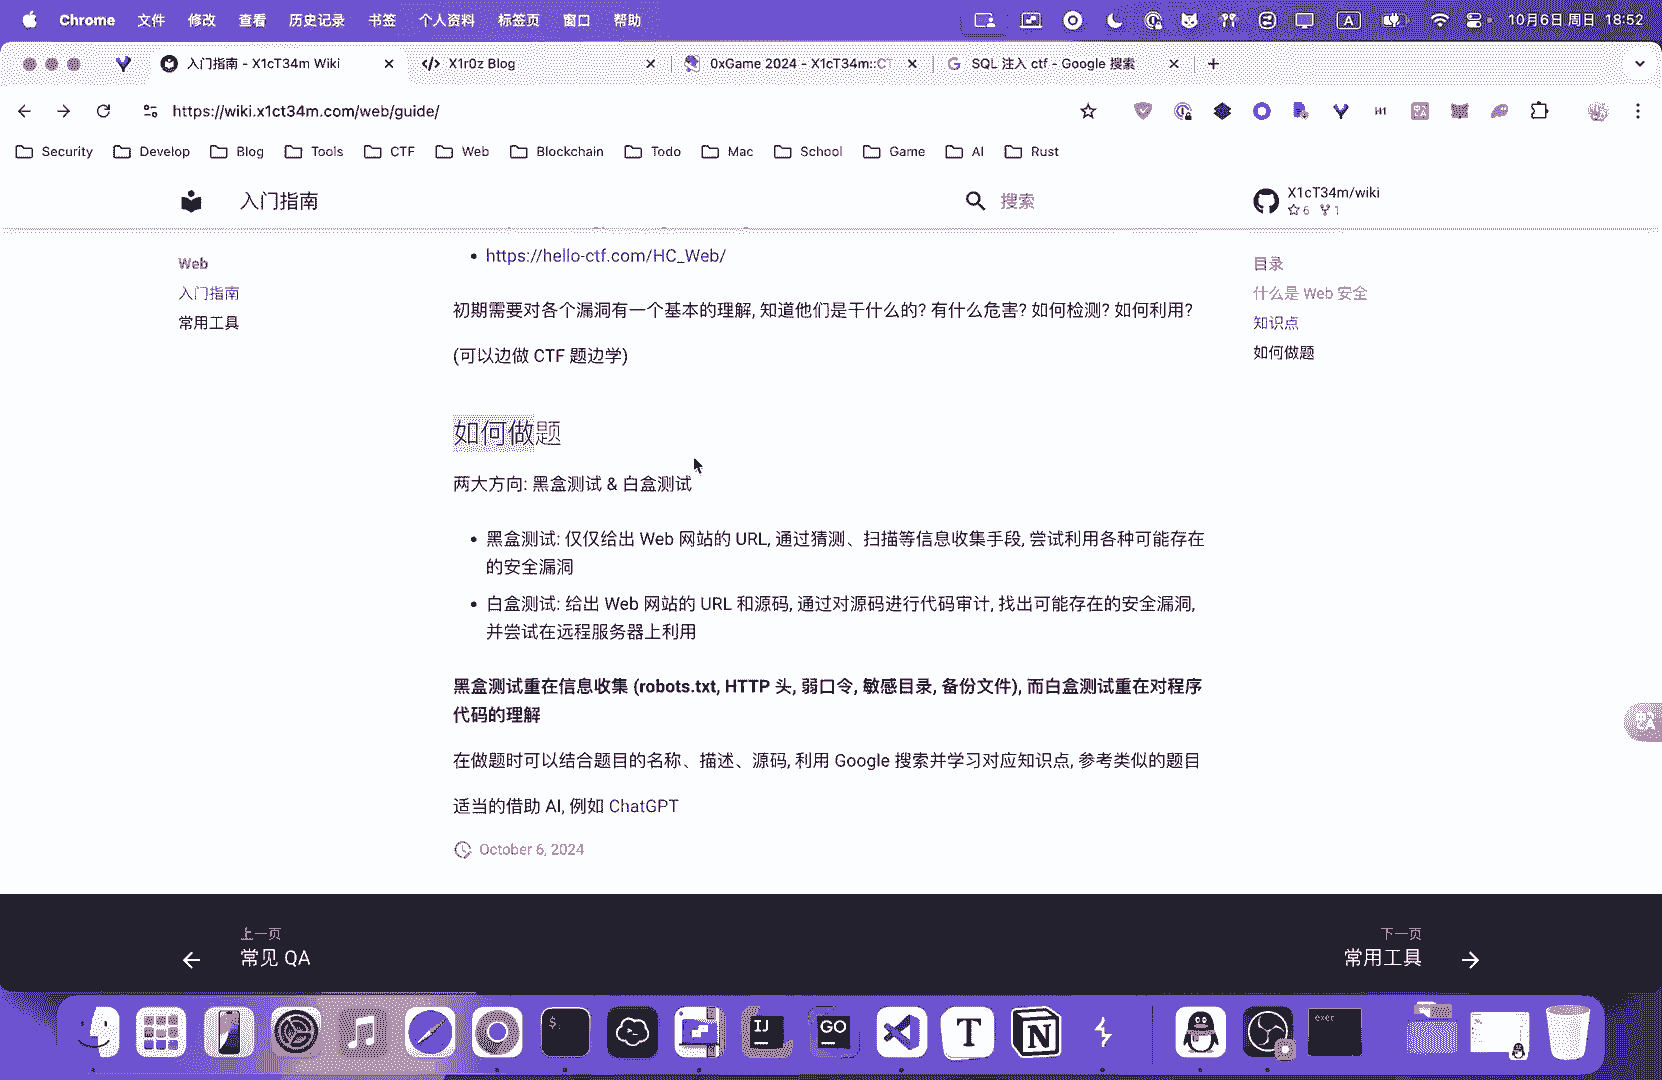 Chrome 文件 修改 查看 历史记录 书签 个人资料 标签页 窗口 帮助 A 10月6日 周日 18:52
入门指南 - X1cT34m Wiki X1r0z Blog 0xGame 2024 - X1cT34m::CT SQL 注入 ctf - Google 搜索
https://wiki.x1ct34m.com/web/guide/
Security Develop Blog Tools CTF Web Blockchain Todo Mac School Game AI Rust
入门指南 搜索 X1cT34m/wiki
6 1
Web
入门指南
常用工具
https://hello-ctf.com/HC_Web/
初期需要对各个漏洞有一个基本的理解, 知道他们是干什么的? 有什么危害? 如何检测? 如何利用?
(可以边做 CTF 题边学)
如何做题
两大方向: 黑盒测试 & 白盒测试
黑盒测试: 仅仅给出 Web 网站的 URL, 通过猜测、扫描等信息收集手段, 尝试利用各种可能存在
的安全漏洞
白盒测试: 给出 Web 网站的 URL 和源码, 通过对源码进行代码审计, 找出可能存在的安全漏洞,
并尝试在远程服务器上利用
黑盒测试重在信息收集 (robots.txt, HTTP 头, 弱口令, 敏感目录, 备份文件), 而白盒测试重在对程序
代码的理解
在做题时可以结合题目的名称、描述、源码, 利用 Google 搜索并学习对应知识点, 参考类似的题目
适当的借助 AI, 例如 ChatGPT
October 6, 2024
目录
什么是 Web 安全
知识点
如何做题
上一页
常见 QA
下一页
常用工具
$ IJ GO T N exec